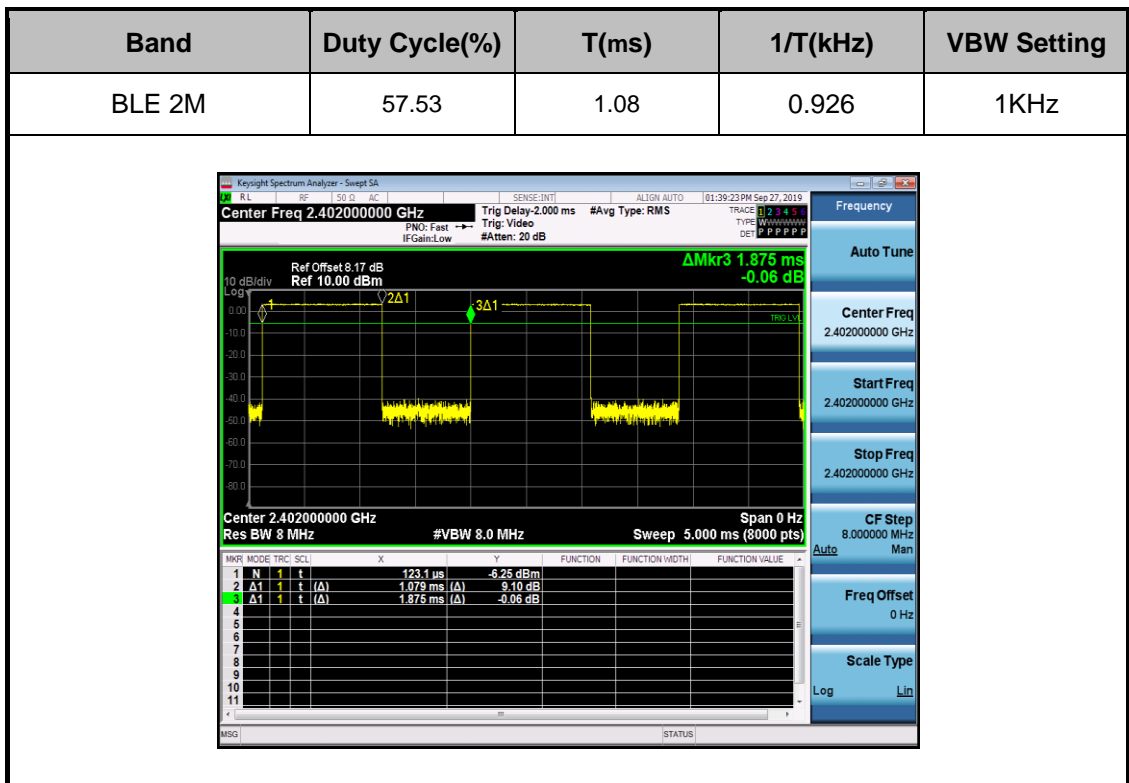 Band Duty Cycle(%) T(ms) 1/T(kHz) VBW Setting
BLE 2M 57.53 1.08 0.926 1KHz
Keysight Spectrum Analyzer - Swept SA
RL RF 50 Ω AC SENSE:INT ALIGN AUTO 01:39:23 PM Sep 27, 2019
Center Freq 2.402000000 GHz Trig Delay-2.000 ms #Avg Type: RMS TRACE 1 2 3 4 5 6
PNO: Fast Trig: Video TYPE WWWWWW
IFGain:Low #Atten: 20 dB DET P P P P P P
Frequency
Auto Tune
Center Freq
2.402000000 GHz
Start Freq
2.402000000 GHz
Stop Freq
2.402000000 GHz
CF Step
8.000000 MHz
Auto Man
Freq Offset
0 Hz
Scale Type
Log Lin
ΔMkr3 1.875 ms
-0.06 dB
Ref Offset 8.17 dB
10 dB/div Ref 10.00 dBm
Log
1 2Δ1 3Δ1
0.00
TRIG LVL
-10.0
-20.0
-30.0
-40.0
-50.0
-60.0
-70.0
-80.0
Center 2.402000000 GHz Span 0 Hz
Res BW 8 MHz #VBW 8.0 MHz Sweep 5.000 ms (8000 pts)
MKR MODE TRC SCL X Y FUNCTION FUNCTION WIDTH FUNCTION VALUE
1 N 1 t 123.1 µs -6.25 dBm
2 Δ1 1 t (Δ) 1.079 ms (Δ) 9.10 dB
3 Δ1 1 t (Δ) 1.875 ms (Δ) -0.06 dB
4
5
6
7
8
9
10
11
MSG STATUS